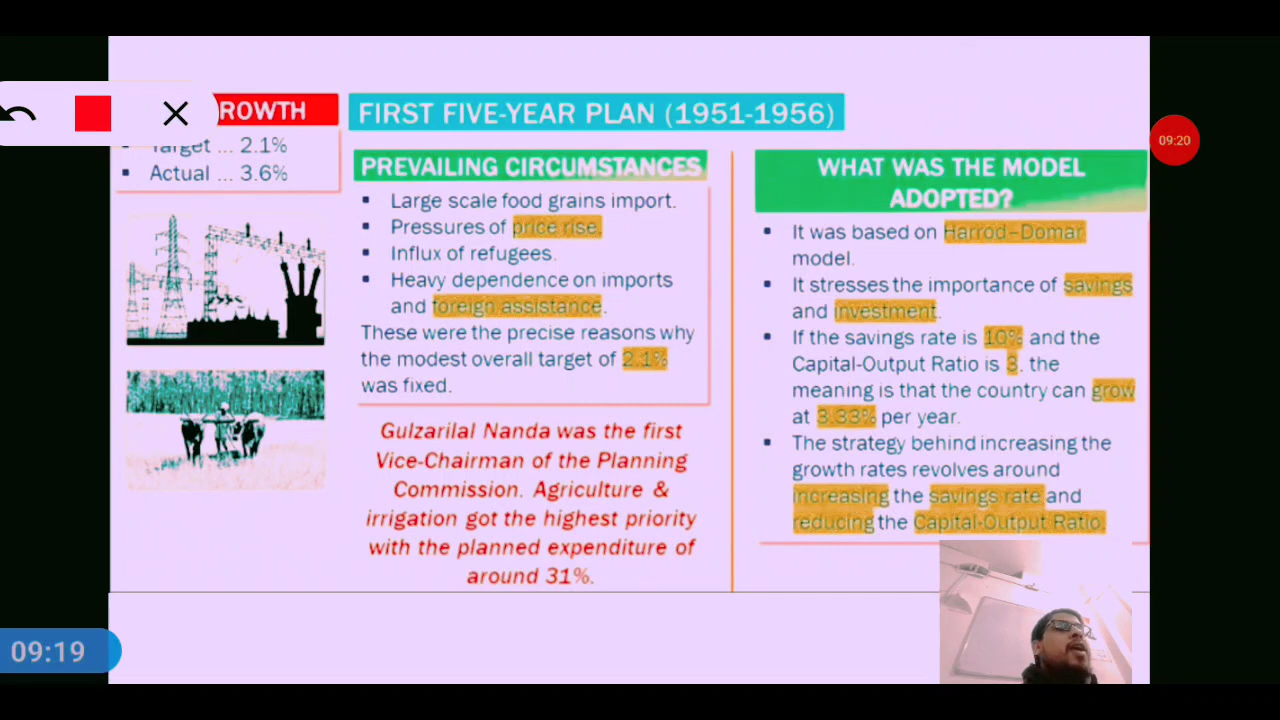 ROWTH
Target ... 2.1%
Actual ... 3.6%
FIRST FIVE-YEAR PLAN (1951-1956)
PREVAILING CIRCUMSTANCES
Large scale food grains import.
Pressures of price rise.
Influx of refugees.
Heavy dependence on imports
and foreign assistance.
These were the precise reasons why
the modest overall target of 2.1%
was fixed.
Gulzarilal Nanda was the first
Vice-Chairman of the Planning
Commission. Agriculture &
irrigation got the highest priority
with the planned expenditure of
around 31%.
WHAT WAS THE MODEL
ADOPTED?
It was based on Harrod–Domar
model.
It stresses the importance of savings
and investment.
If the savings rate is 10% and the
Capital-Output Ratio is 3, the
meaning is that the country can grow
at 3.33% per year.
The strategy behind increasing the
growth rates revolves around
increasing the savings rate and
reducing the Capital-Output Ratio.
09:20
09:19